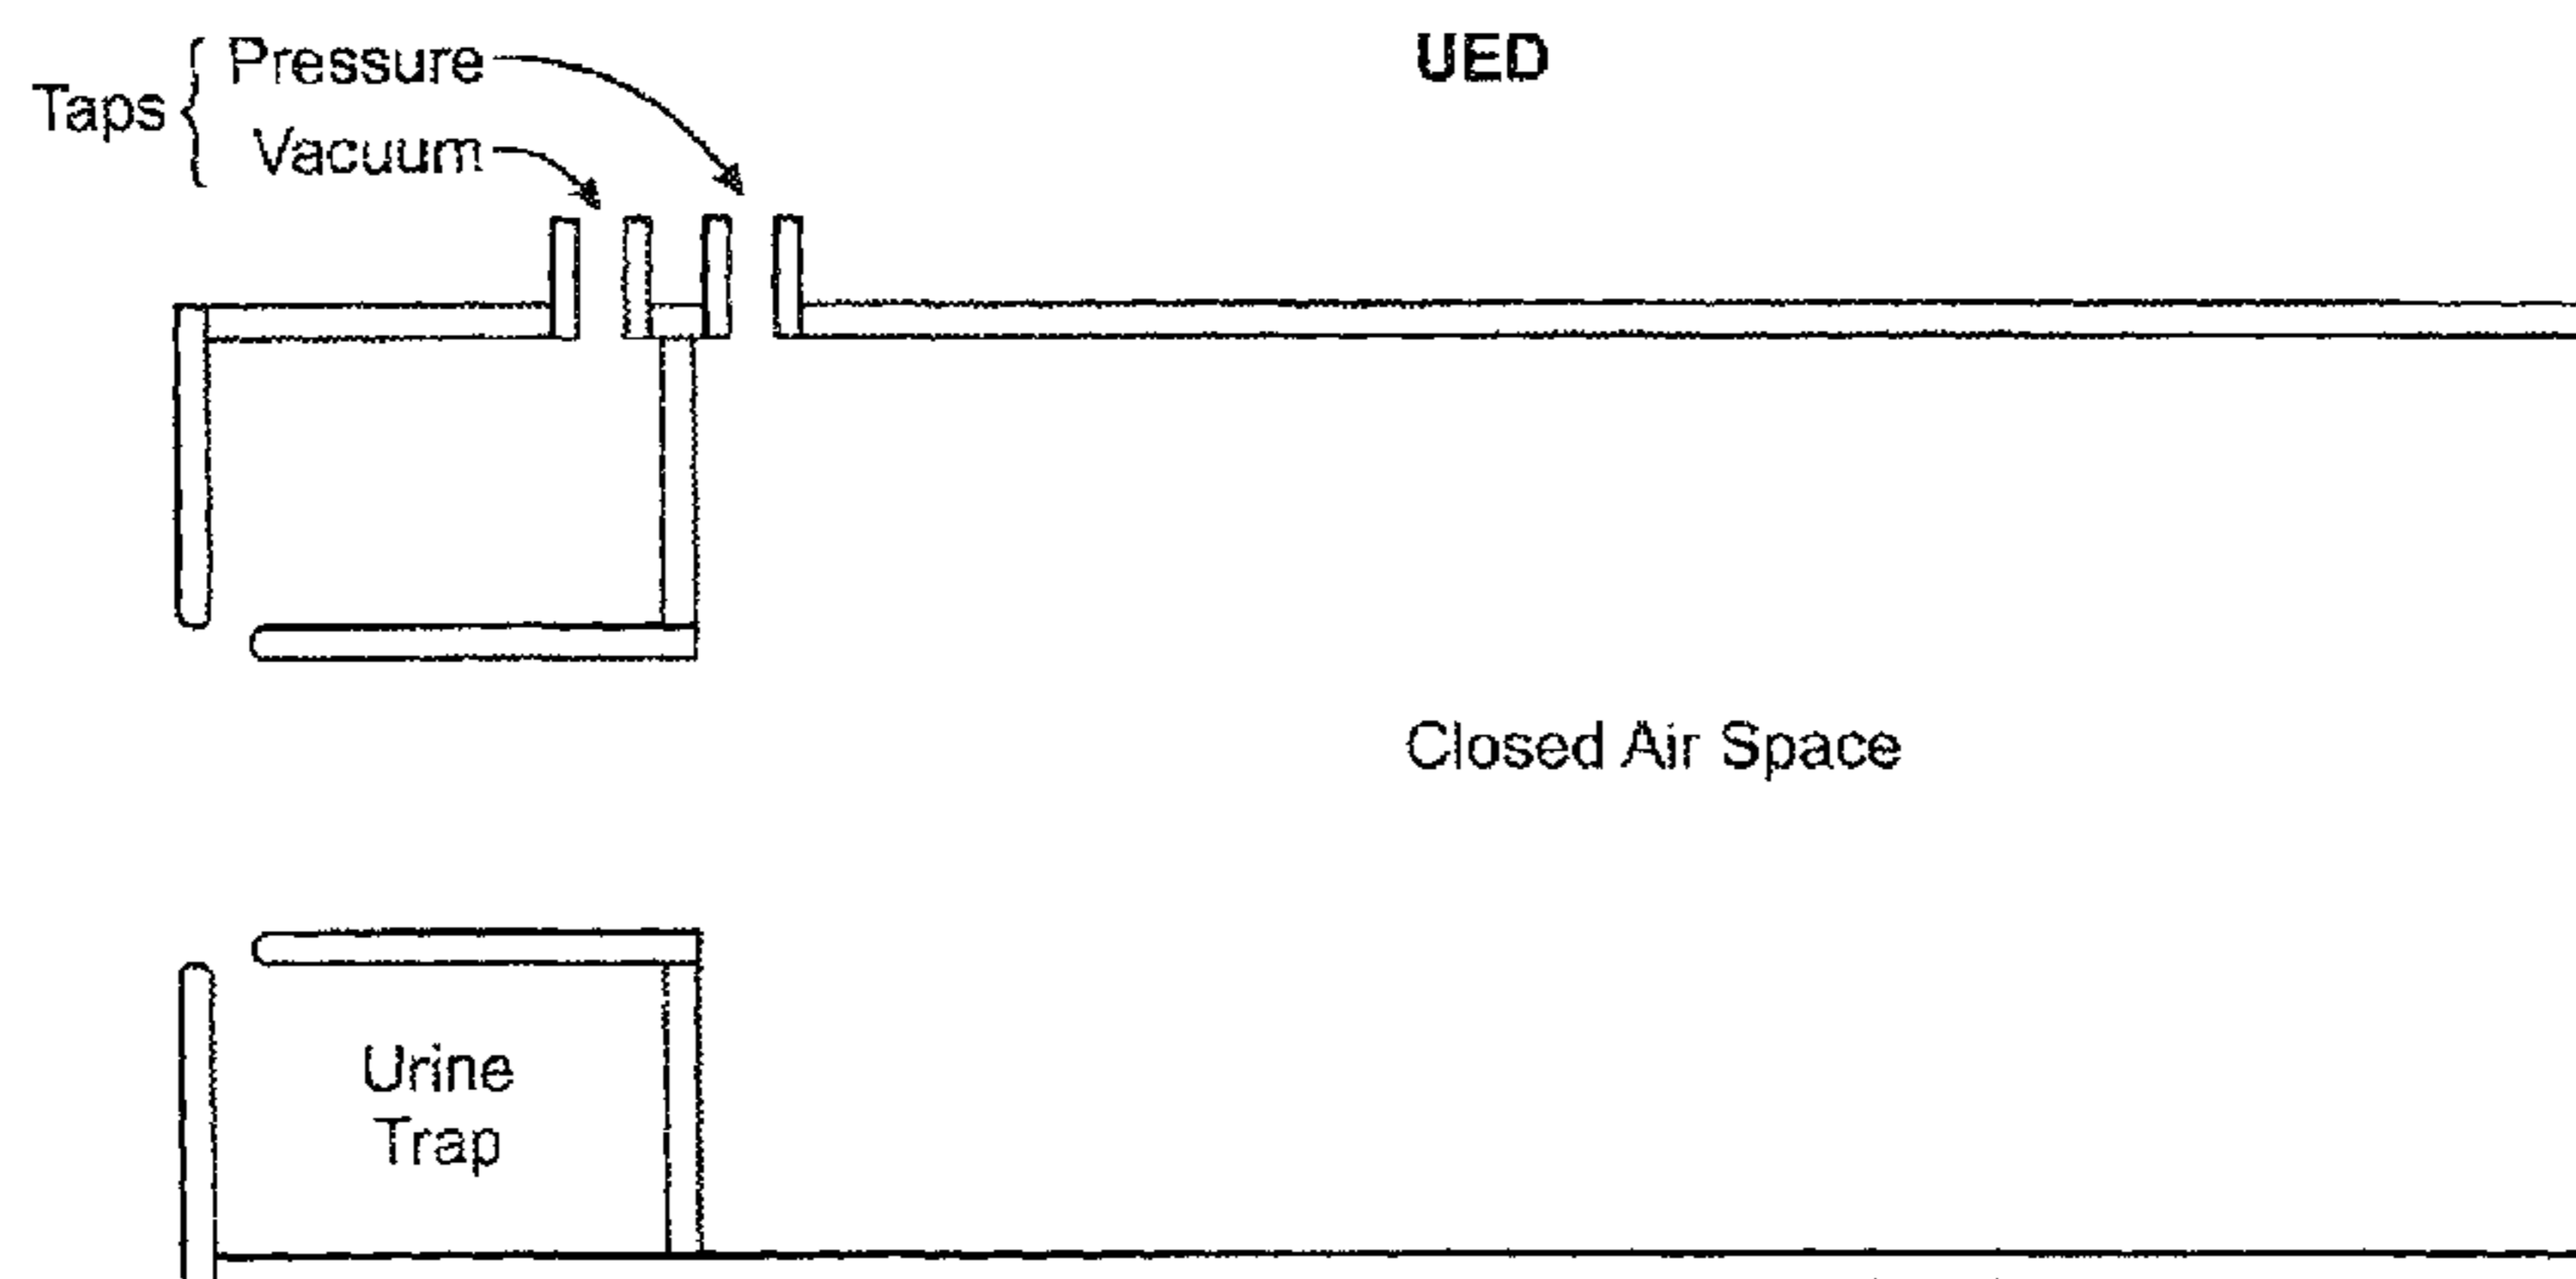 UED
Taps { Pressure
Vacuum
Closed Air Space
Urine
Trap